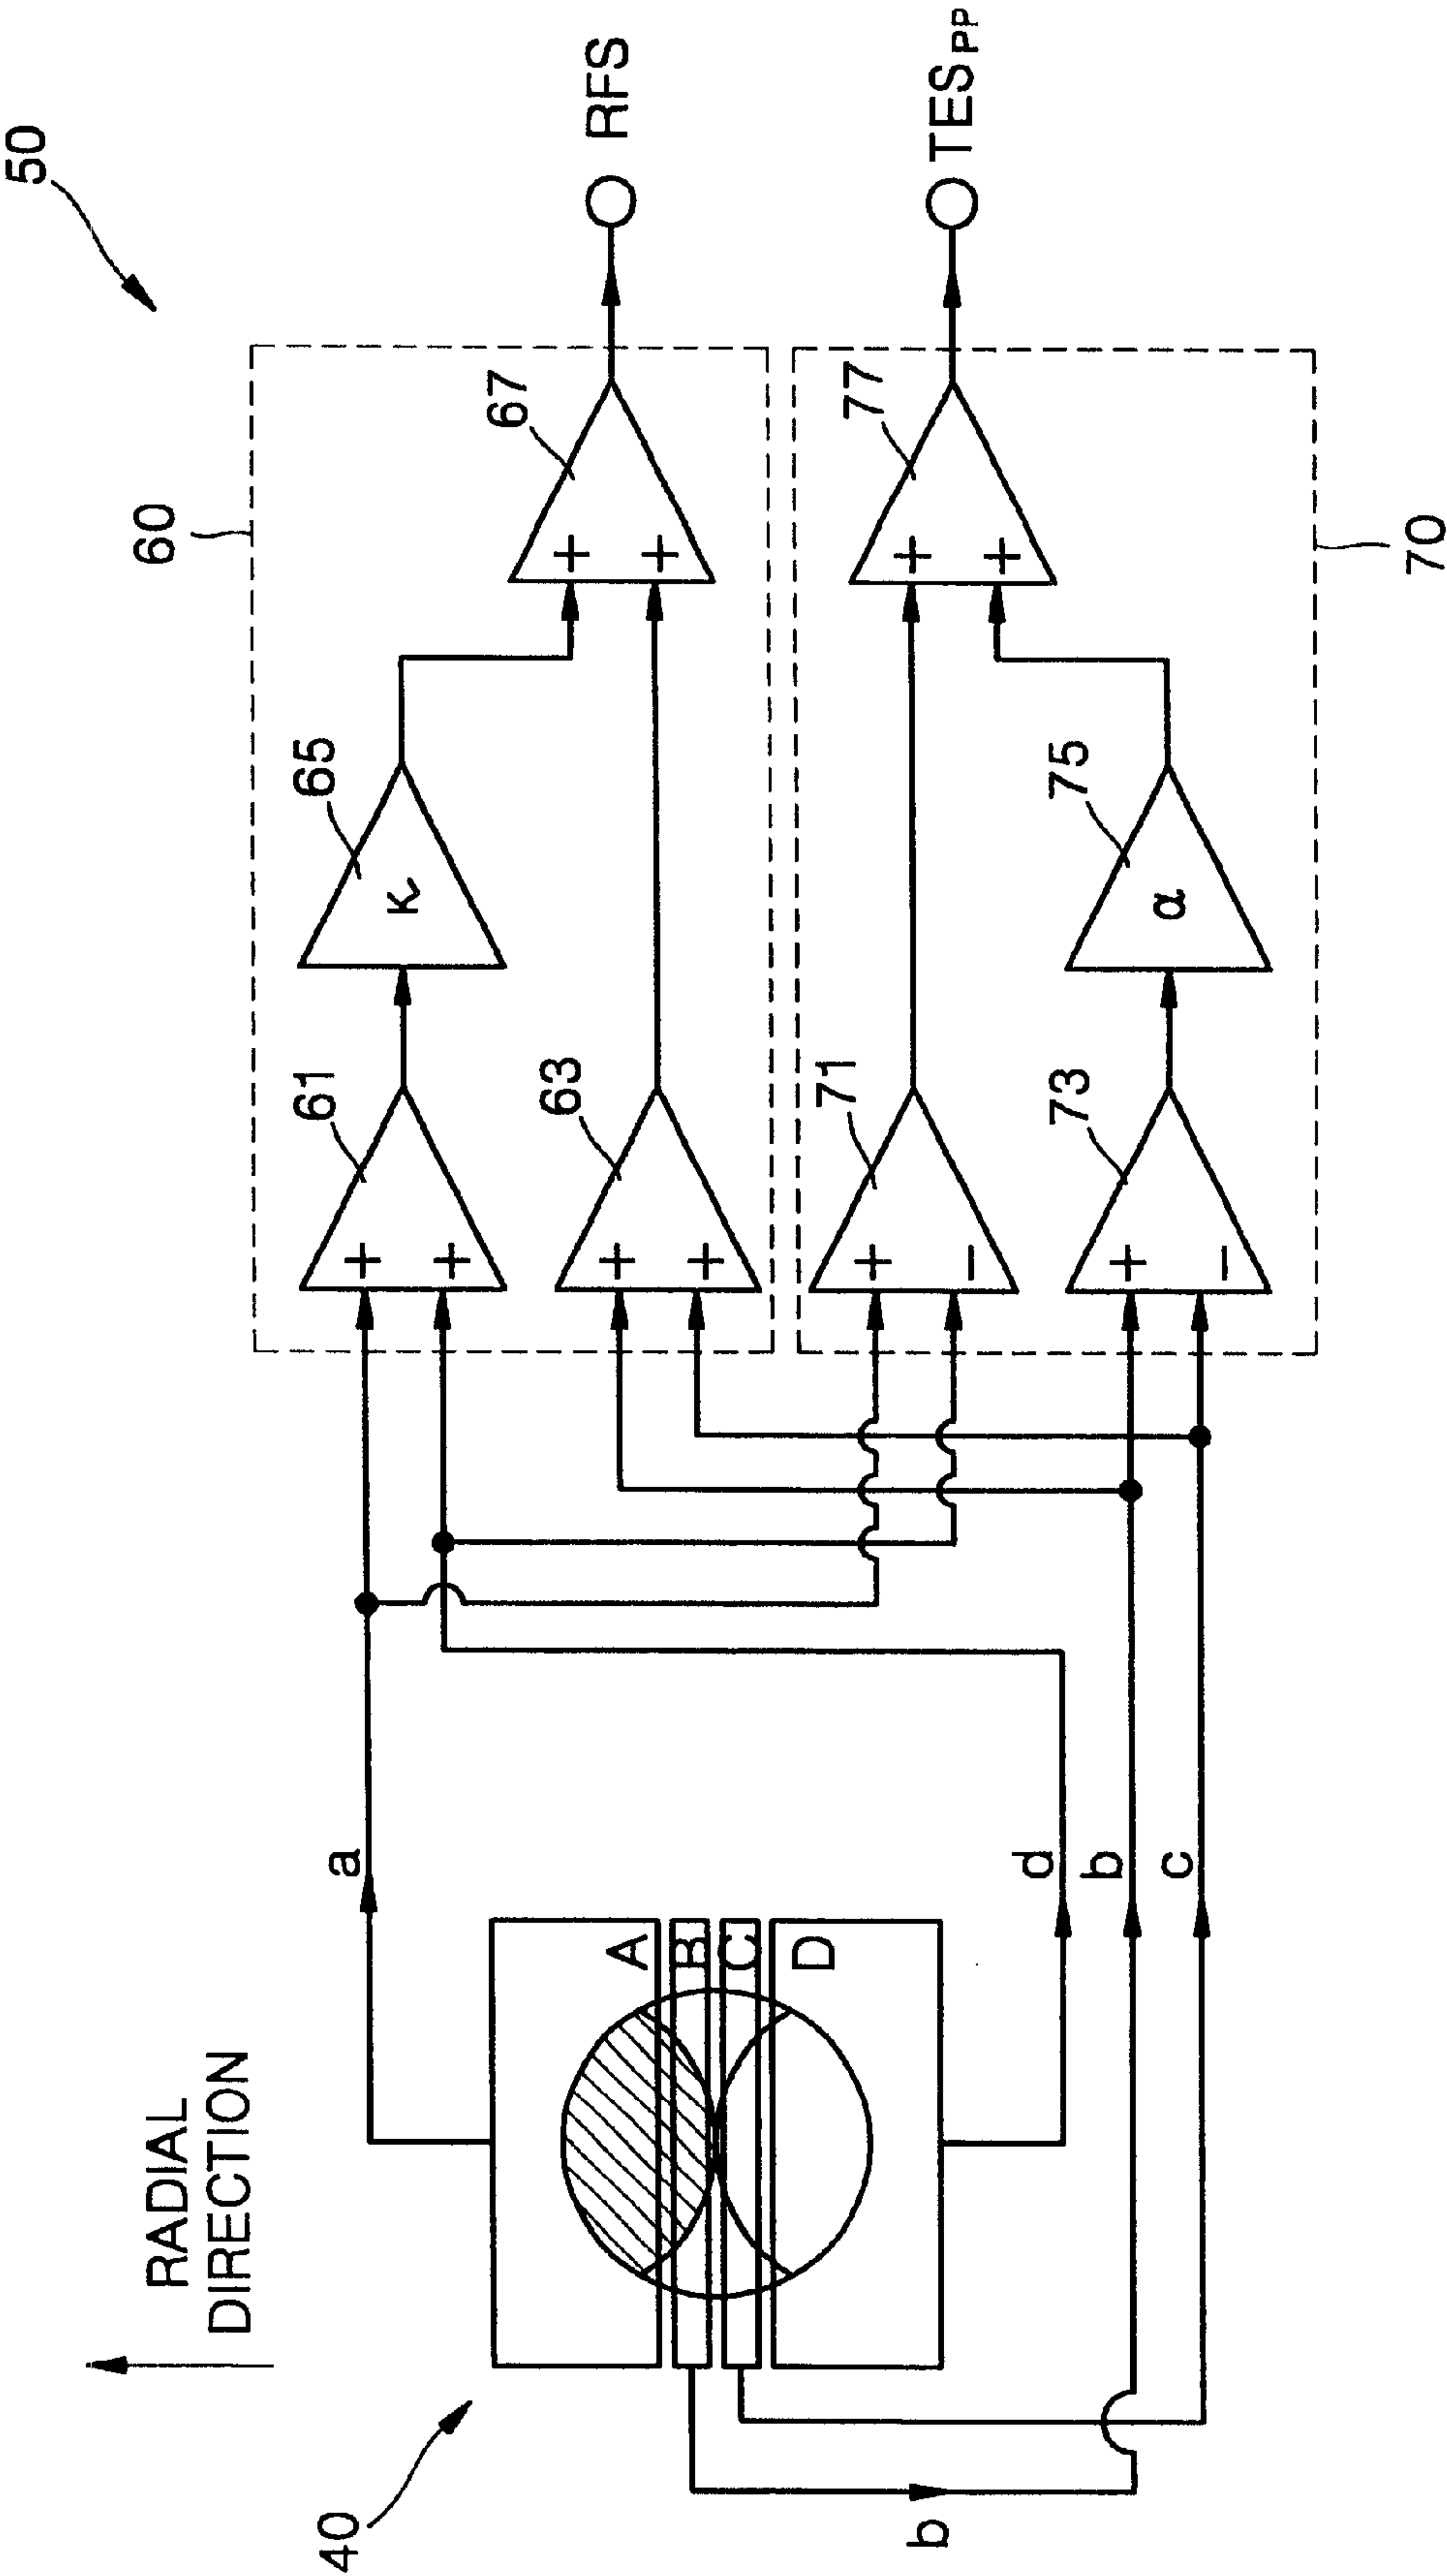 50
RADIAL
DIRECTION
40
60
61
+
+
65
K
67
+
+
RFS
63
+
+
a
A
B
C
D
71
+
−
77
+
+
TESPP
73
+
−
75
α
d
b
c
b
70